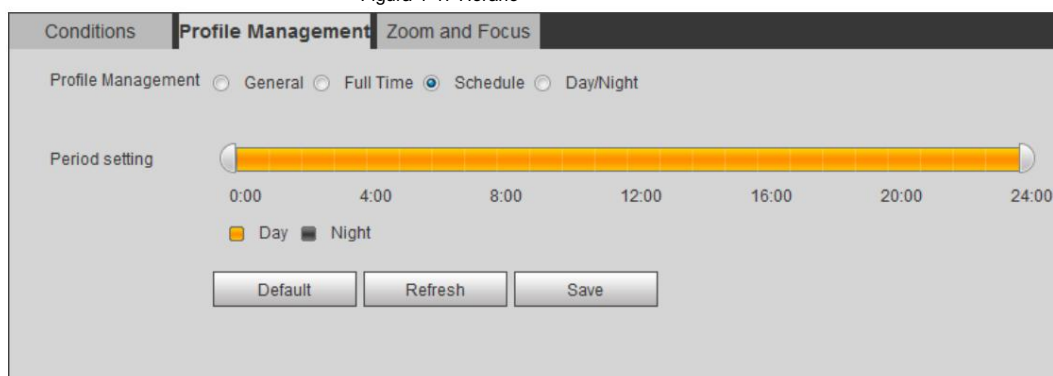 Conditions Profile Management Zoom and Focus
Profile Management General Full Time Schedule Day/Night
Period setting
0:00 4:00 8:00 12:00 16:00 20:00 24:00
Day Night
Default Refresh Save